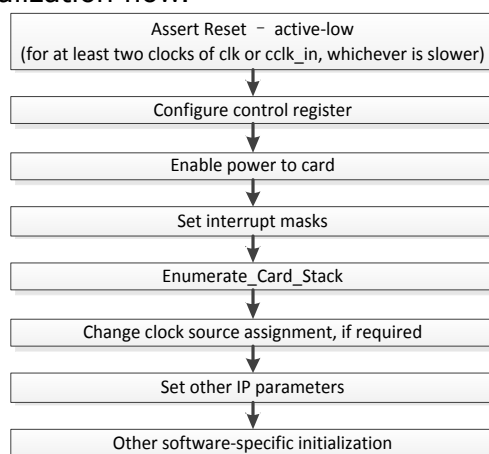 Assert Reset – active-low
(for at least two clocks of clk or cclk_in, whichever is slower)
Configure control register
Enable power to card
Set interrupt masks
Enumerate_Card_Stack
Change clock source assignment, if required
Set other IP parameters
Other software-specific initialization